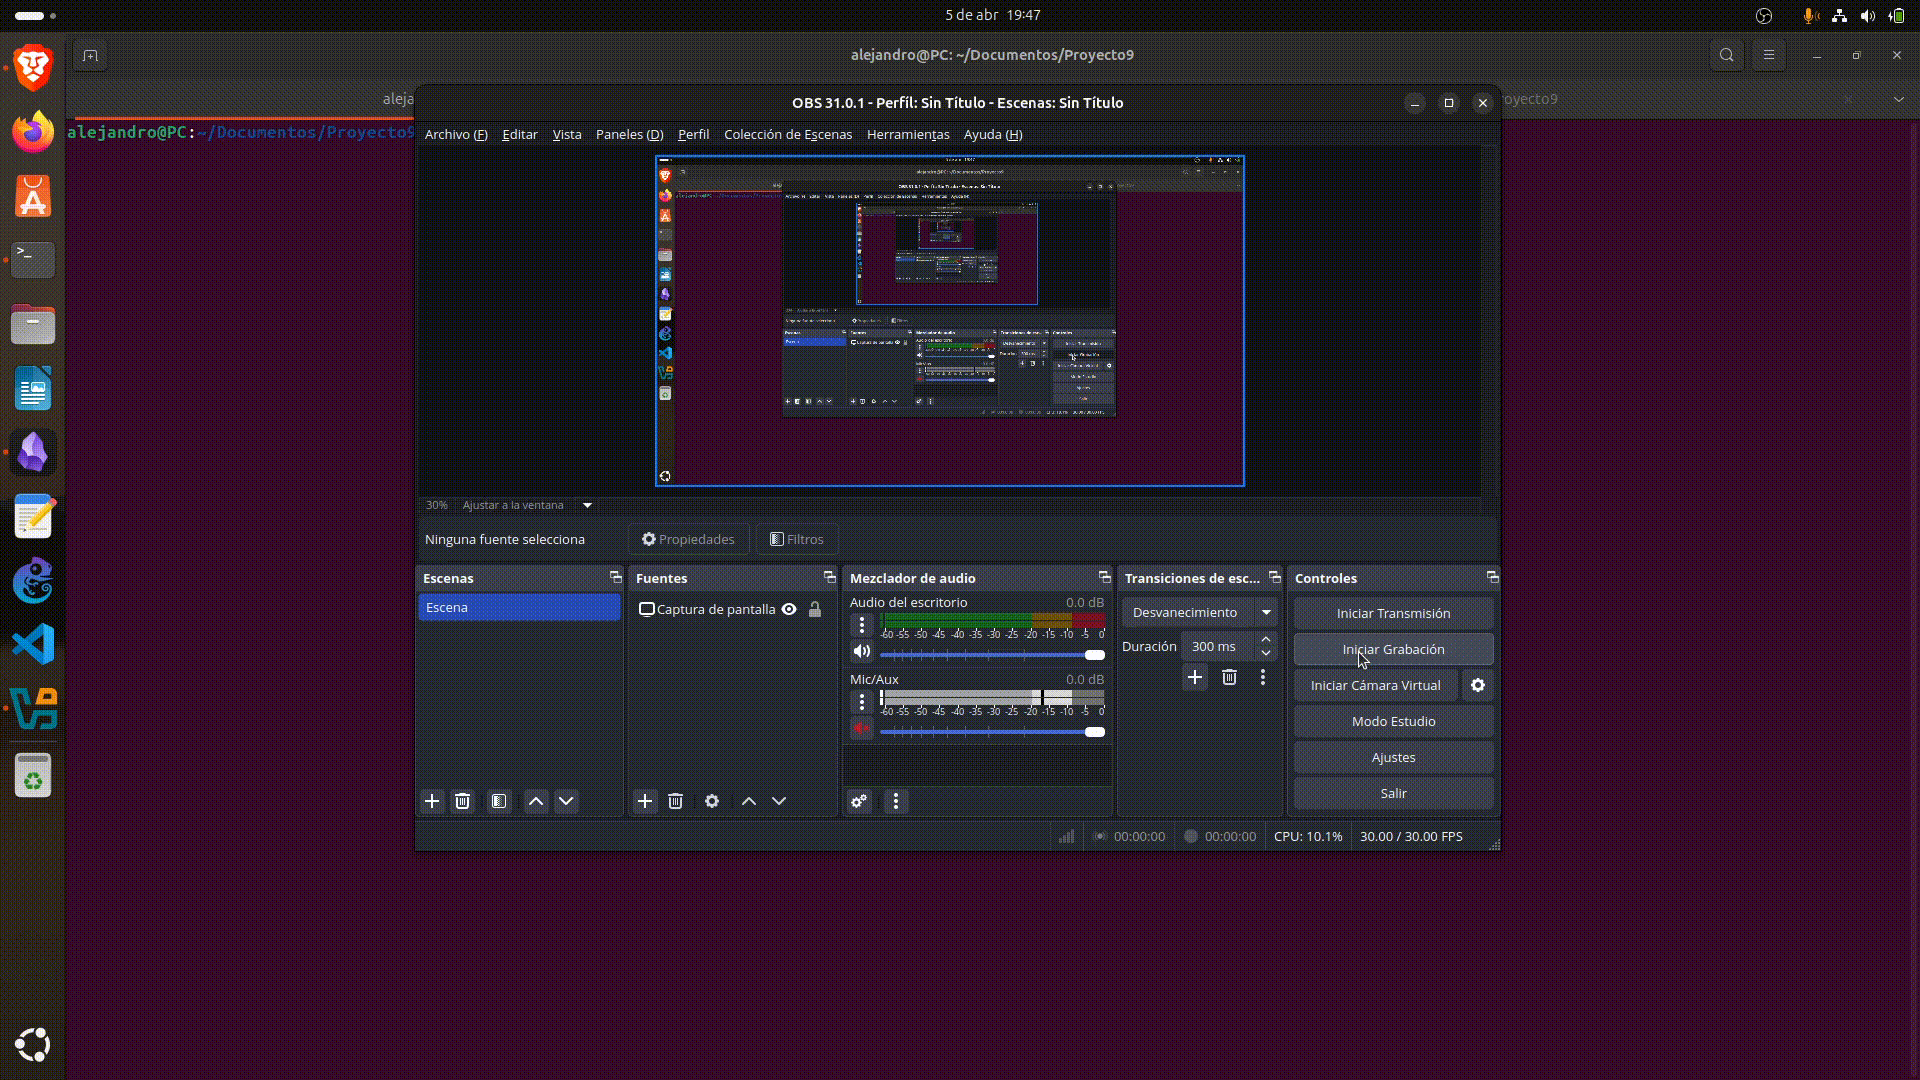 5 de abr 19:47
alejandro@PC: ~/Documentos/Proyecto9
aleja
royecto9
alejandro@PC:~/Documentos/Proyecto9
OBS 31.0.1 - Perfil: Sin Título - Escenas: Sin Título
Archivo (F) Editar Vista Paneles (D) Perfil Colección de Escenas Herramientas Ayuda (H)
30% Ajustar a la ventana
Ninguna fuente selecciona Propiedades Filtros
Escenas
Escena
Fuentes
Captura de pantalla
Mezclador de audio
Audio del escritorio 0.0 dB
-60 -55 -50 -45 -40 -35 -30 -25 -20 -15 -10 -5 0
Mic/Aux 0.0 dB
-60 -55 -50 -45 -40 -35 -30 -25 -20 -15 -10 -5 0
Transiciones de esc...
Desvanecimiento
Duración 300 ms
Controles
Iniciar Transmisión
Iniciar Grabación
Iniciar Cámara Virtual
Modo Estudio
Ajustes
Salir
00:00:00 00:00:00 CPU: 10.1% 30.00 / 30.00 FPS